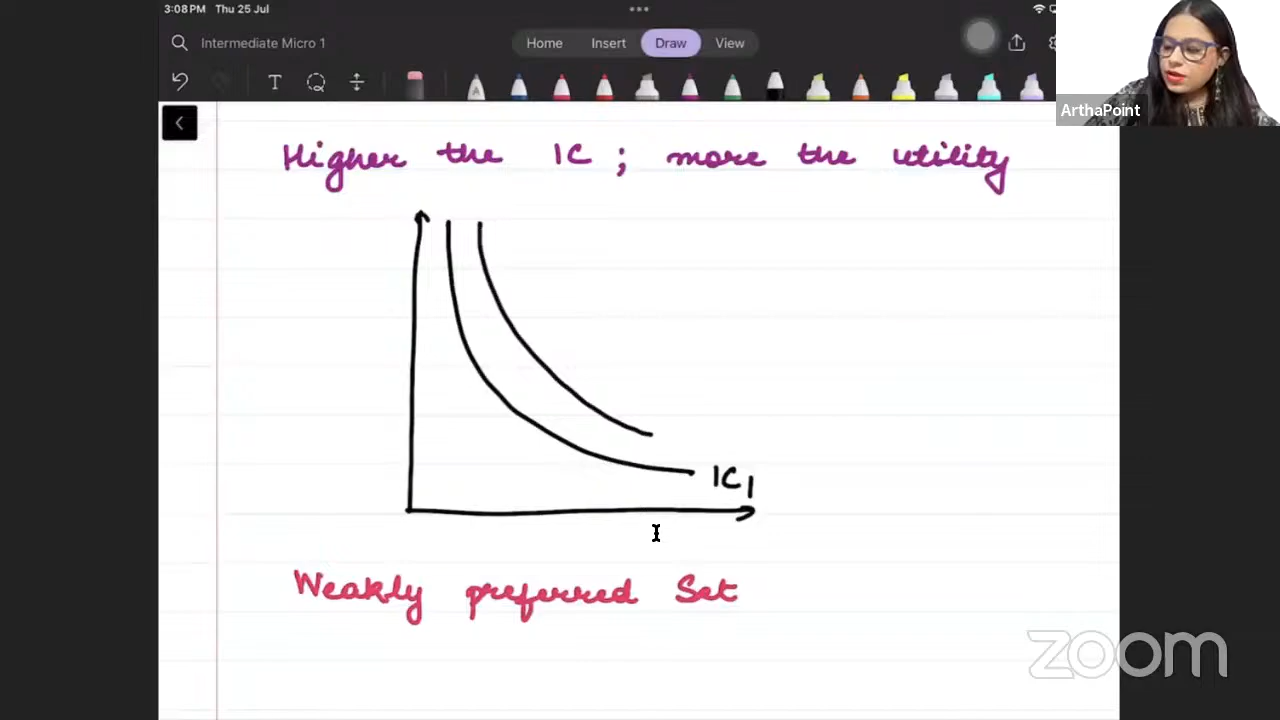 3:08 PM Thu 25 Jul
Intermediate Micro 1
Home Insert Draw View
T
A
ArthaPoint
Higher the IC ; more the utility
IC1
Weakly preferred Set
zoom